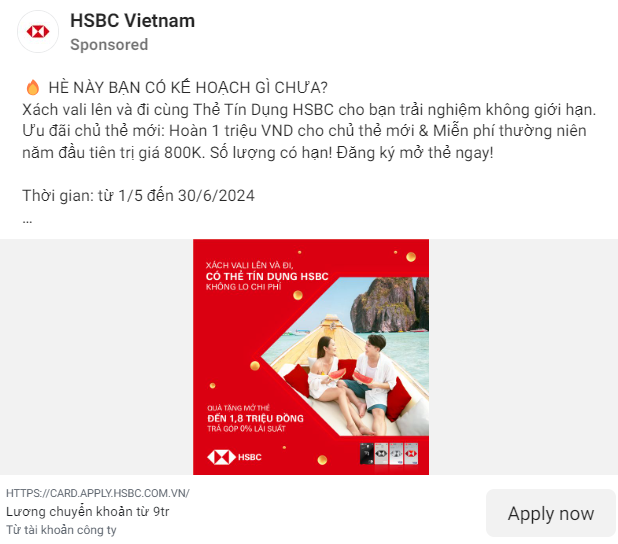 HSBC Vietnam
Sponsored
🔥 HÈ NÀY BẠN CÓ KẾ HOẠCH GÌ CHƯA?
Xách vali lên và đi cùng Thẻ Tín Dụng HSBC cho bạn trải nghiệm không giới hạn.
Ưu đãi chủ thẻ mới: Hoàn 1 triệu VND cho chủ thẻ mới & Miễn phí thường niên
năm đầu tiên trị giá 800K. Số lượng có hạn! Đăng ký mở thẻ ngay!
Thời gian: từ 1/5 đến 30/6/2024
...
XÁCH VALI LÊN VÀ ĐI,
CÓ THẺ TÍN DỤNG HSBC
KHÔNG LO CHI PHÍ
QUÀ TẶNG MỞ THẺ
ĐẾN 1,8 TRIỆU ĐỒNG
TRẢ GÓP 0% LÃI SUẤT
HSBC
HTTPS://CARD.APPLY.HSBC.COM.VN/
Lương chuyển khoản từ 9tr
Từ tài khoản công ty
Apply now